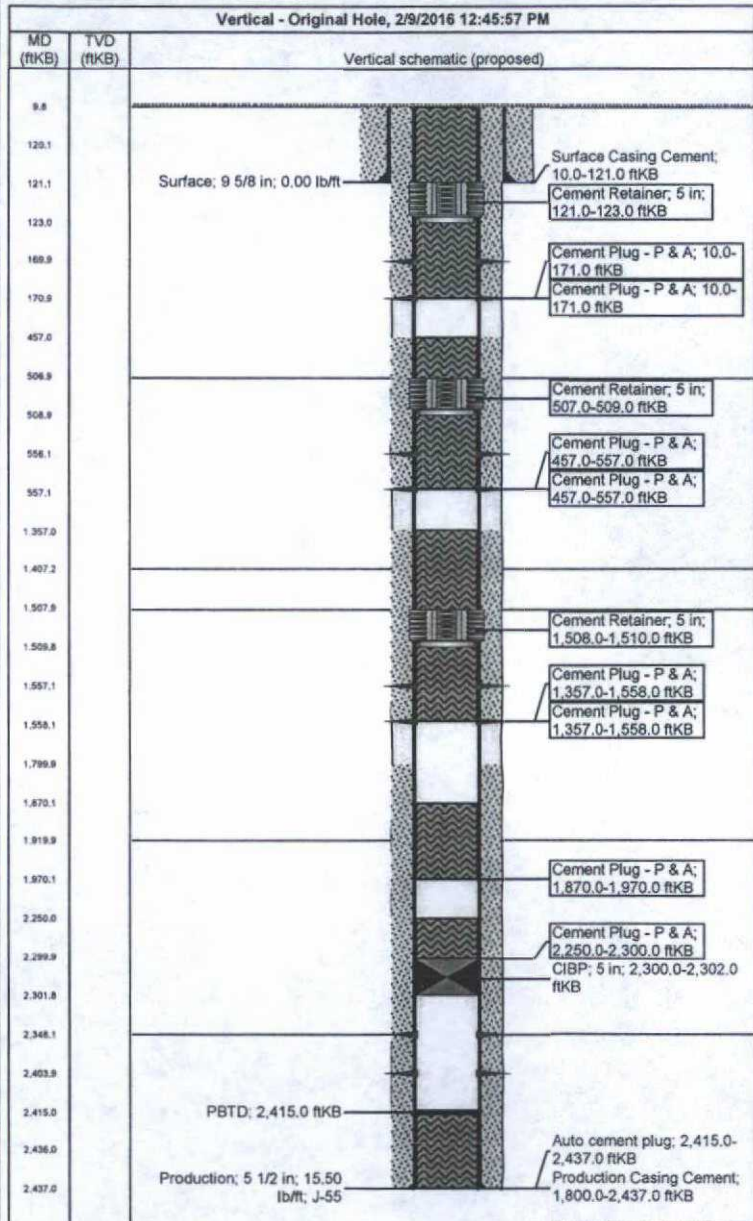 Vertical - Original Hole, 2/9/2016 12:45:57 PM
MD
(ftKB)
TVD
(ftKB)
Vertical schematic (proposed)
9.8
120.1
121.1
123.0
169.9
170.9
457.0
506.9
508.9
556.1
557.1
1,357.0
1,407.2
1,507.9
1,509.8
1,557.1
1,558.1
1,799.9
1,870.1
1,919.9
1,970.1
2,250.0
2,299.9
2,301.8
2,348.1
2,403.9
2,415.0
2,436.0
2,437.0
Surface; 9 5/8 in; 0.00 lb/ft
Surface Casing Cement;
10.0-121.0 ftKB
Cement Retainer; 5 in;
121.0-123.0 ftKB
Cement Plug - P & A; 10.0-
171.0 ftKB
Cement Plug - P & A; 10.0-
171.0 ftKB
Cement Retainer; 5 in;
507.0-509.0 ftKB
Cement Plug - P & A;
457.0-557.0 ftKB
Cement Plug - P & A;
457.0-557.0 ftKB
Cement Retainer; 5 in;
1,508.0-1,510.0 ftKB
Cement Plug - P & A;
1,357.0-1,558.0 ftKB
Cement Plug - P & A;
1,357.0-1,558.0 ftKB
Cement Plug - P & A;
1,870.0-1,970.0 ftKB
Cement Plug - P & A;
2,250.0-2,300.0 ftKB
CIBP; 5 in; 2,300.0-2,302.0
ftKB
PBTD; 2,415.0 ftKB
Auto cement plug; 2,415.0-
2,437.0 ftKB
Production; 5 1/2 in; 15.50
lb/ft; J-55
Production Casing Cement;
1,800.0-2,437.0 ftKB